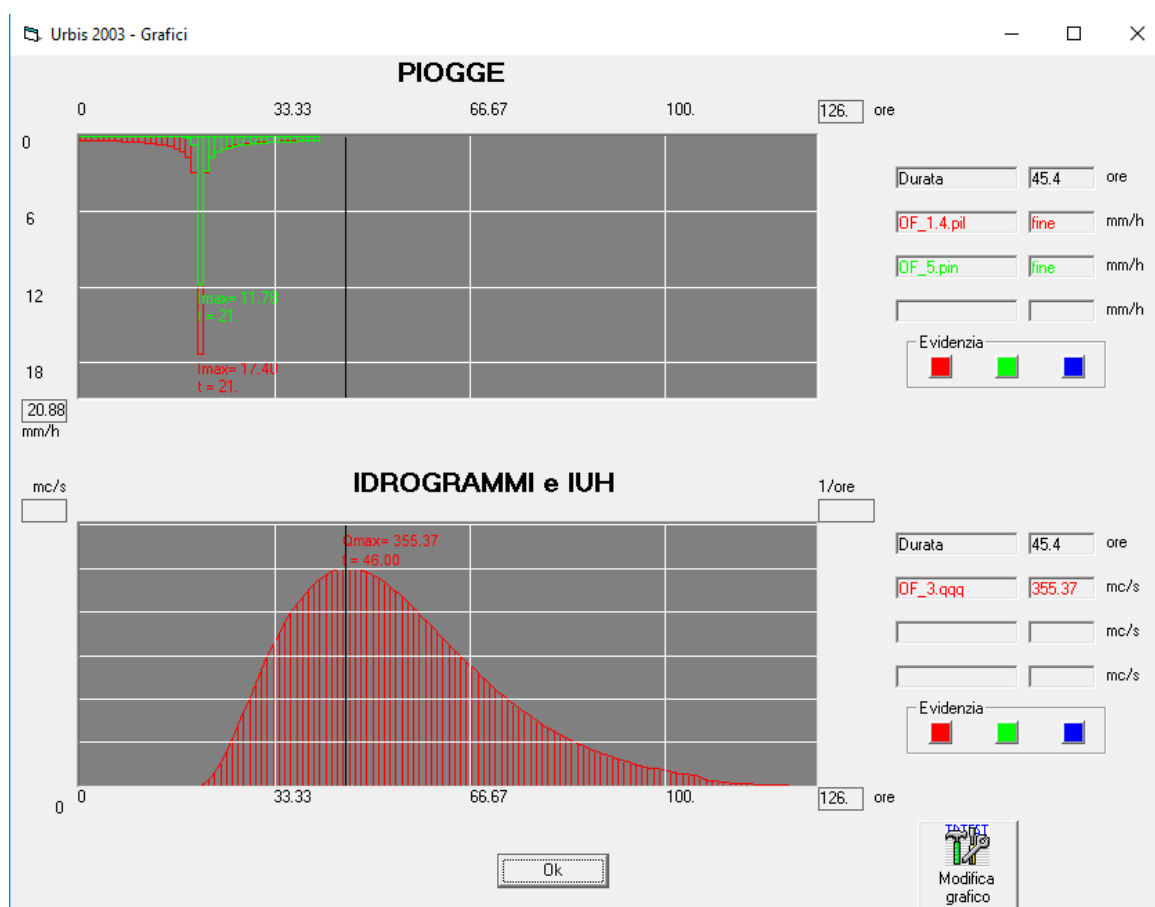 Urbis 2003 - Grafici
PIOGGE
0 33.33 66.67 100. 126. ore
0
6
12
18
20.88
mm/h
Imax= 11.78
t = 21.
Imax= 17.40
t = 21.
Durata 45.4 ore
OF_1.4.pil fine mm/h
OF_5.pin fine mm/h
mm/h
Evidenzia
mc/s
IDROGRAMMI e IUH
1/ore
Qmax= 355.37
t = 46.00
0
0 33.33 66.67 100. 126. ore
Durata 45.4 ore
OF_3.qqq 355.37 mc/s
mc/s
mc/s
Evidenzia
Ok
Modifica
grafico